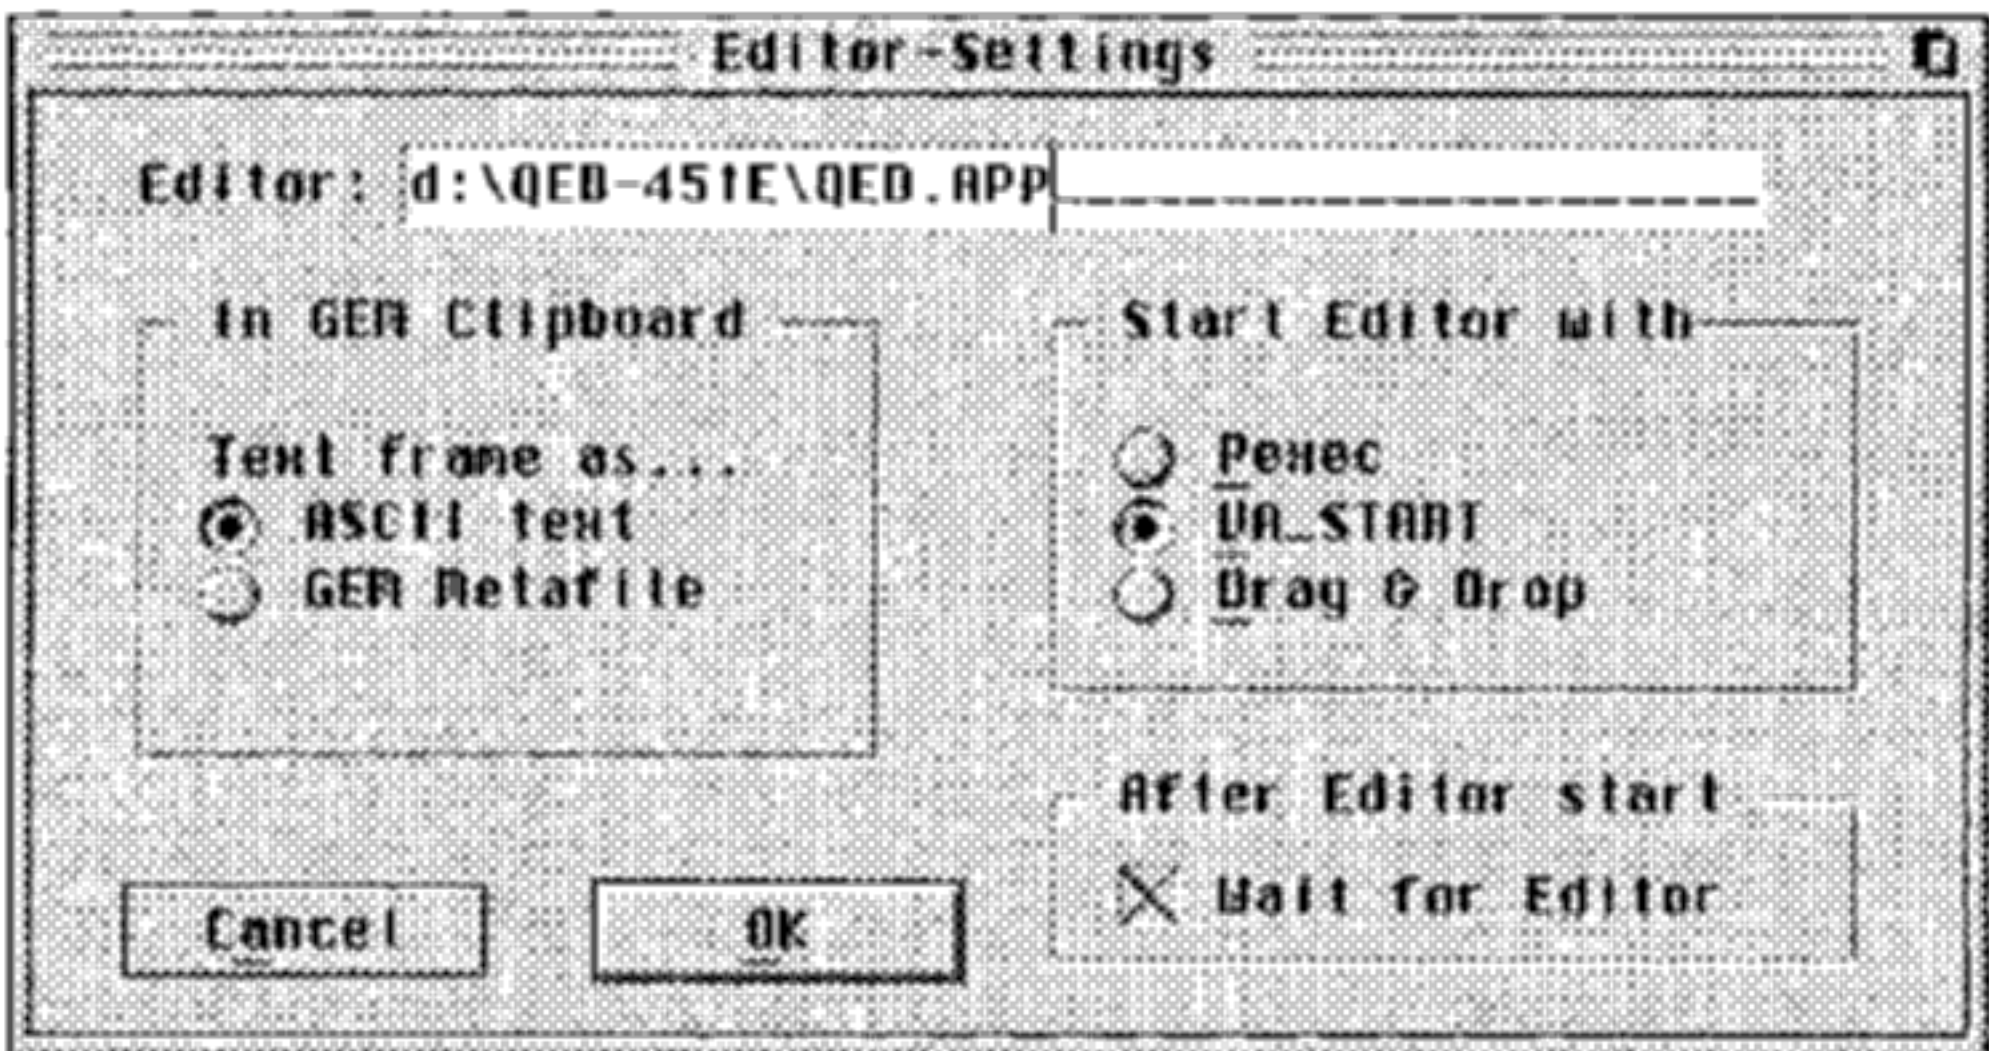 Editor-Settings
Editor: d:\QED-451E\QED.APP
In GEM Clipboard
Text frame as...
ASCII text
GEM Metafile
Start Editor with
Pexec
VA_START
Drag & Drop
After Editor start
Wait for Editor
Cancel
OK